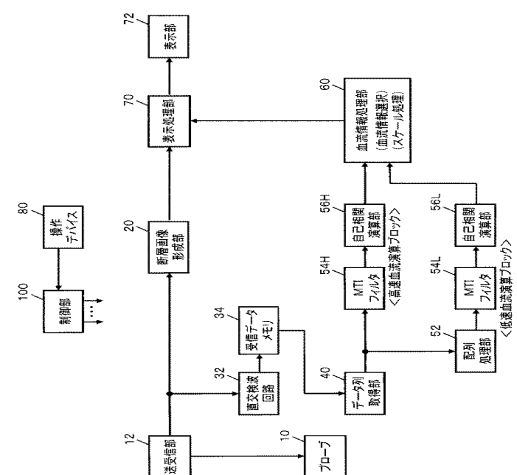 10
プローブ
12
送受信部
20
断層画像
形成部
32
直交検波
回路
34
受信データ
メモリ
40
データ列
取得部
52
配列
処理部
54H
MTI
フィルタ
56H
自己相関
演算部
<高速血流演算ブロック>
54L
MTI
フィルタ
56L
自己相関
演算部
<低速血流演算ブロック>
60
血流情報処理部
(血流情報選択)
(スケール処理)
70
表示処理部
72
表示部
80
操作
デバイス
100
制御部